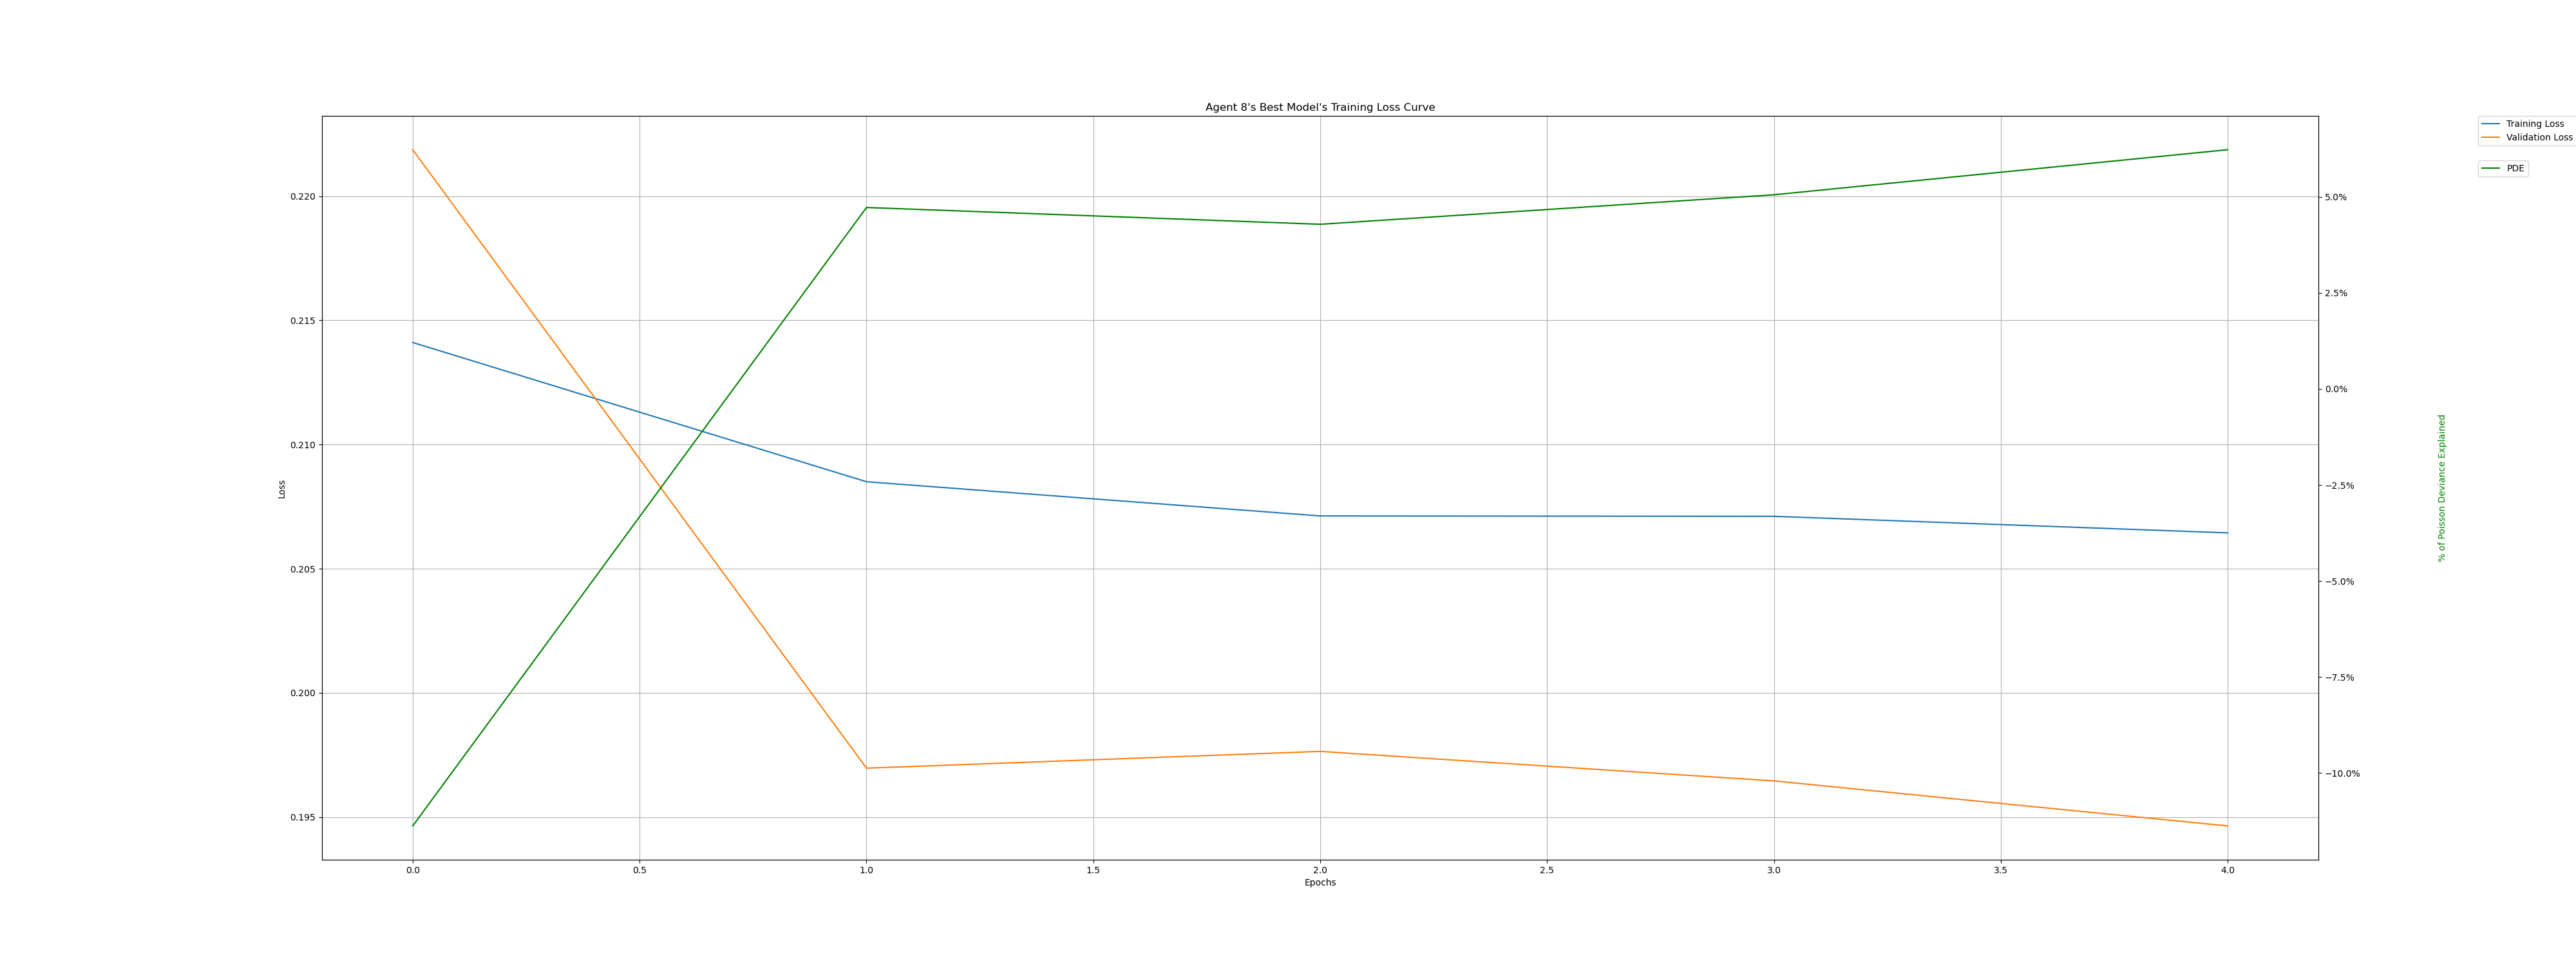 Agent 8's Best Model's Training Loss Curve
Training Loss
Validation Loss
PDE
0.220
0.215
0.210
0.205
0.200
0.195
Loss
5.0%
2.5%
0.0%
−2.5%
−5.0%
−7.5%
−10.0%
% of Poisson Deviance Explained
0.0 0.5 1.0 1.5 2.0 2.5 3.0 3.5 4.0
Epochs